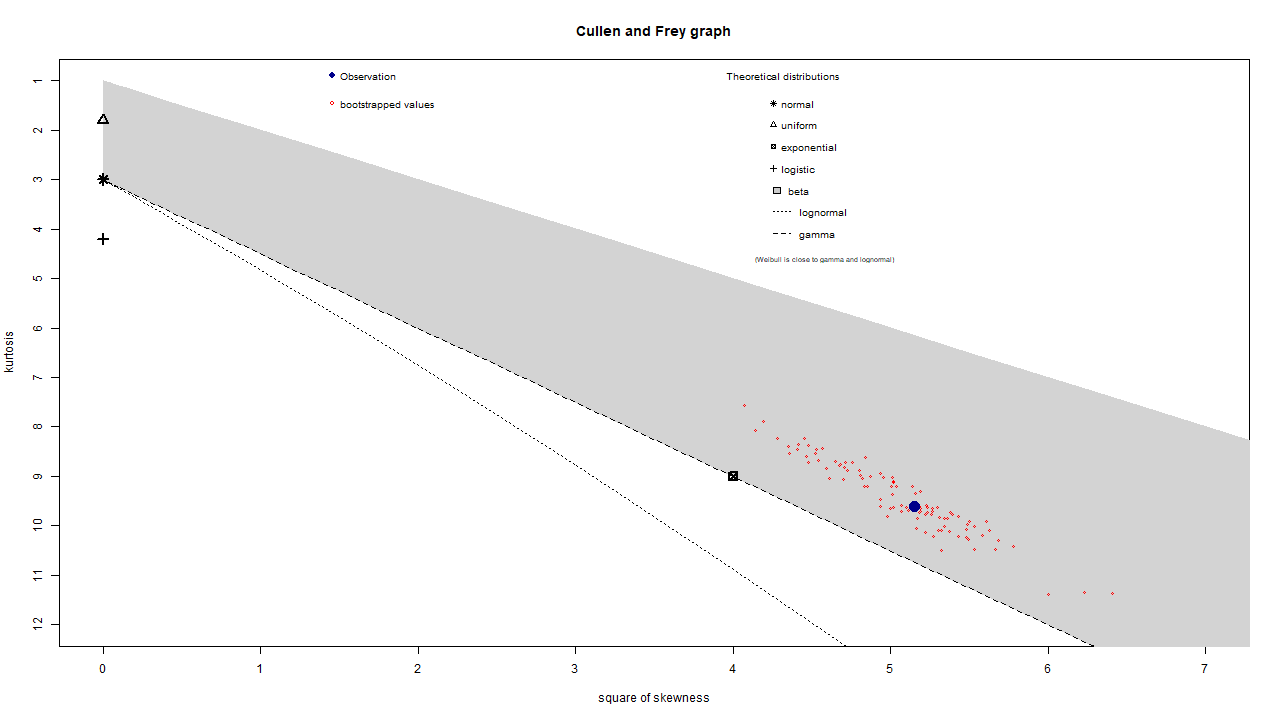 Cullen and Frey graph
Observation
bootstrapped values
Theoretical distributions
normal
uniform
exponential
logistic
beta
lognormal
gamma
(Weibull is close to gamma and lognormal)
kurtosis
1
2
3
4
5
6
7
8
9
10
11
12
0 1 2 3 4 5 6 7
square of skewness